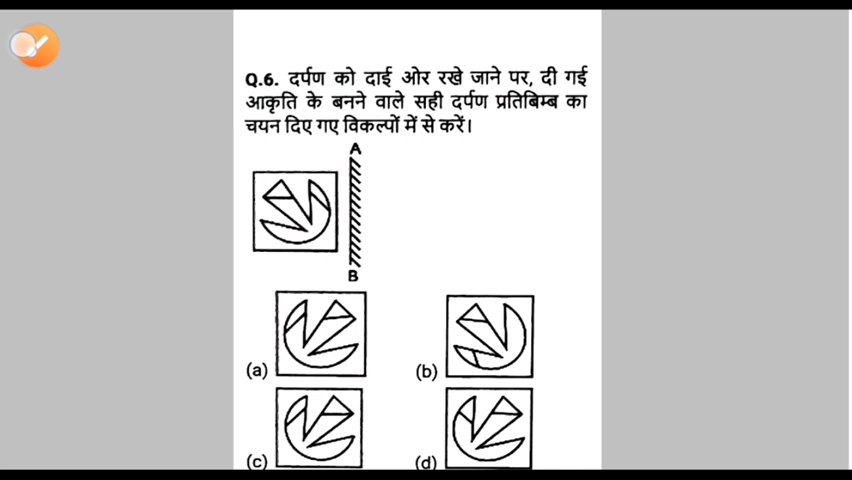 Q.6. दर्पण को दाई ओर रखे जाने पर, दी गई
आकृति के बनने वाले सही दर्पण प्रतिबिम्ब का
चयन दिए गए विकल्पों में से करें।
A
B
(a)
(b)
(c)
(d)